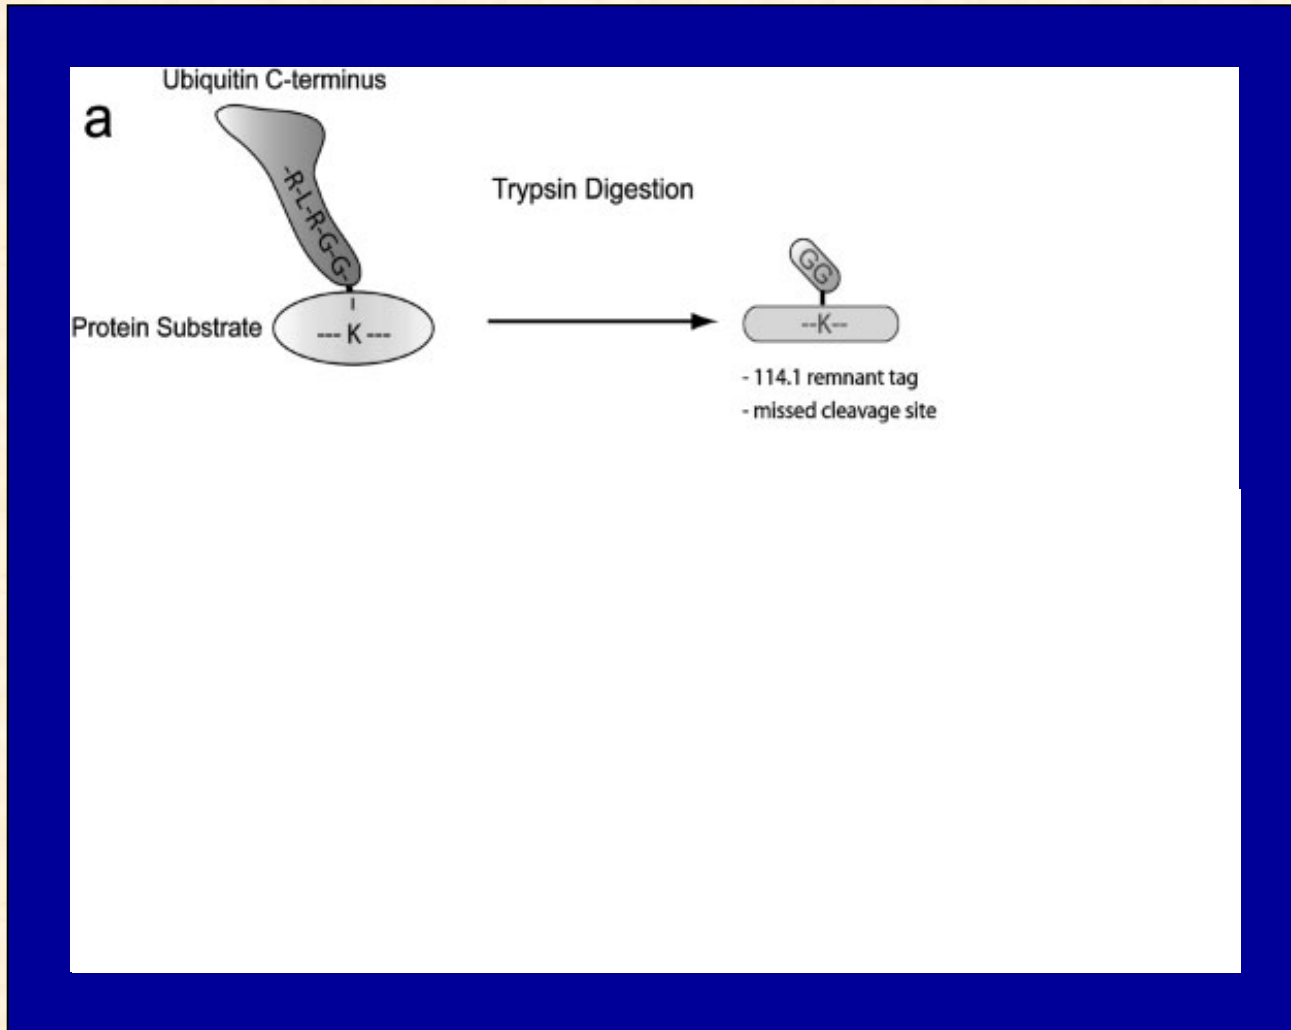 Ubiquitin C-terminus
a
-R-L-R-G-G-
Trypsin Digestion
GG
Protein Substrate
--- K ---
--K--
- 114.1 remnant tag
- missed cleavage site